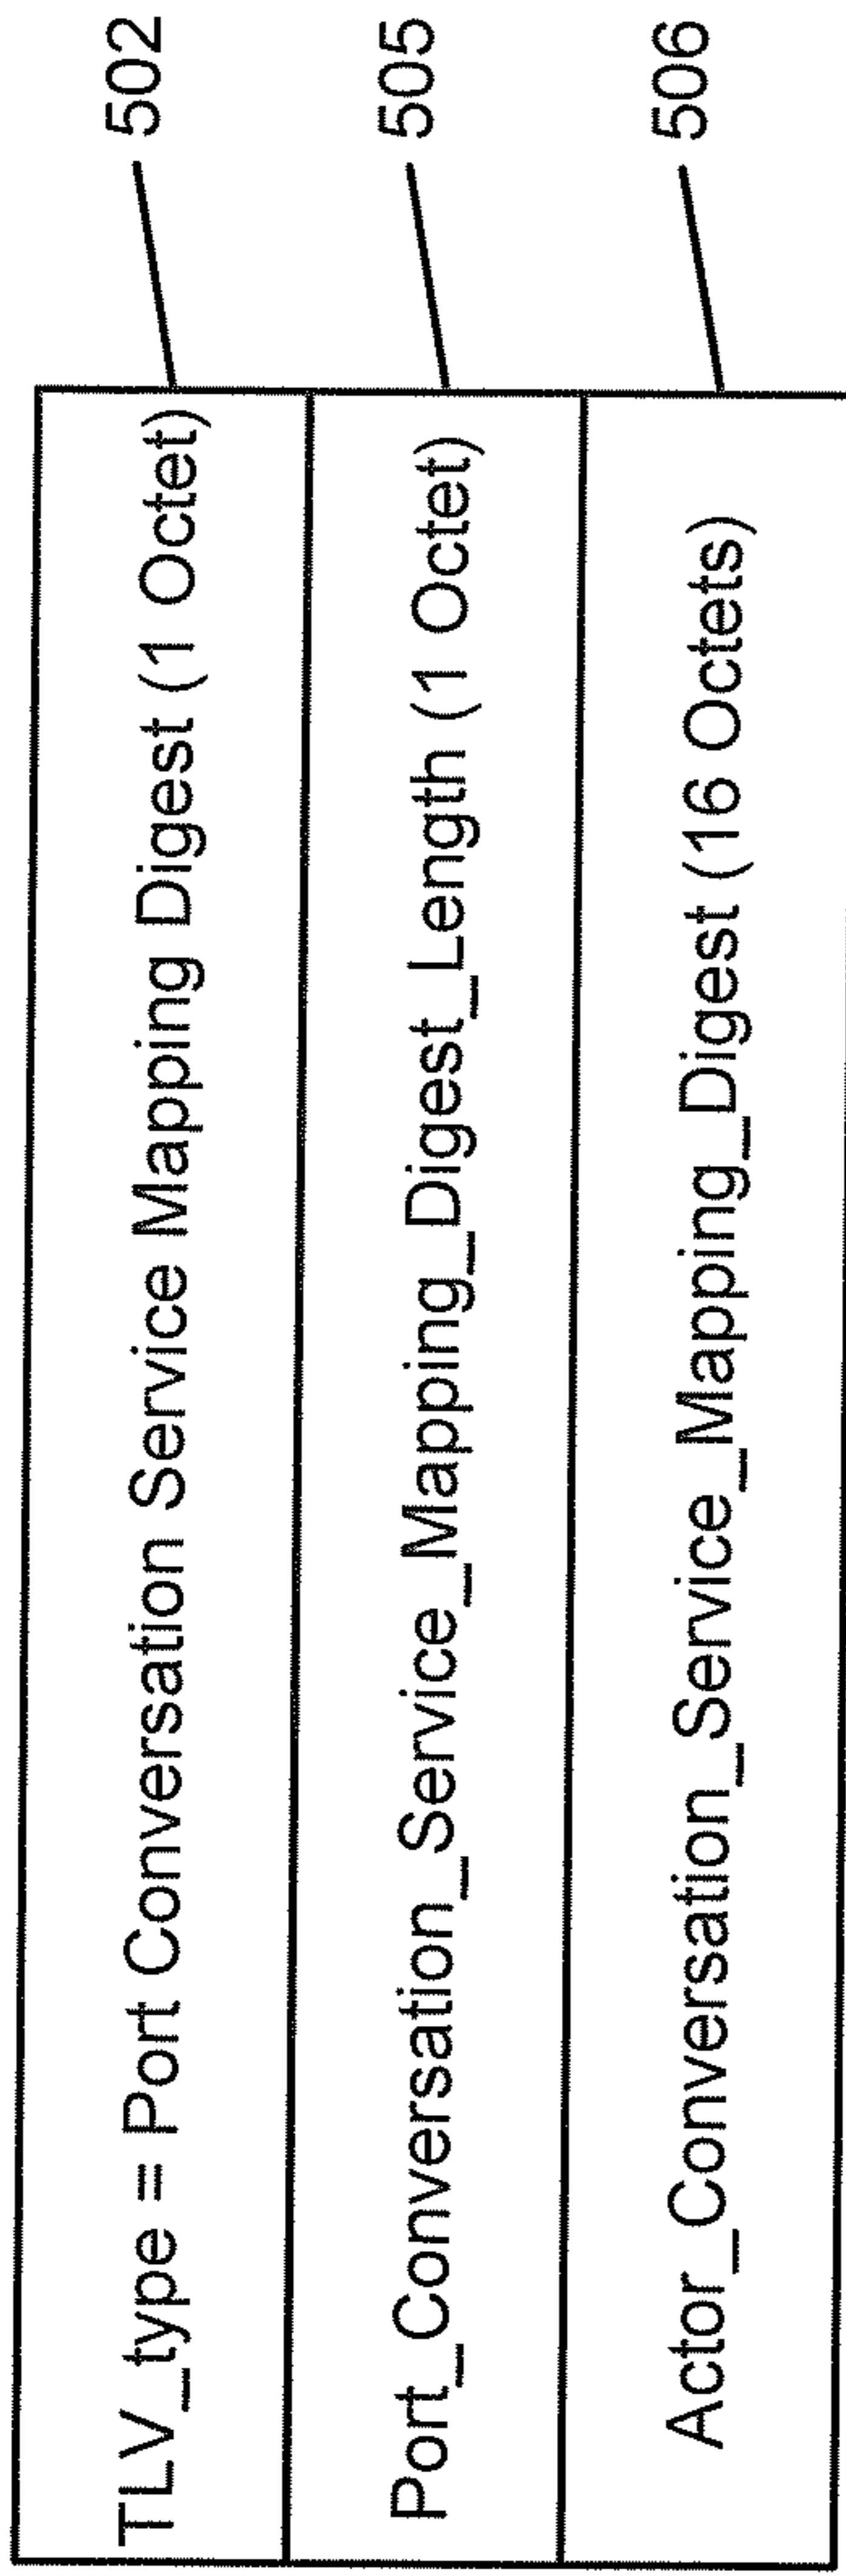 TLV_type = Port Conversation Service Mapping Digest (1 Octet)
502
Port_Conversation_Service_Mapping_Digest_Length (1 Octet)
505
Actor_Conversation_Service_Mapping_Digest (16 Octets)
506